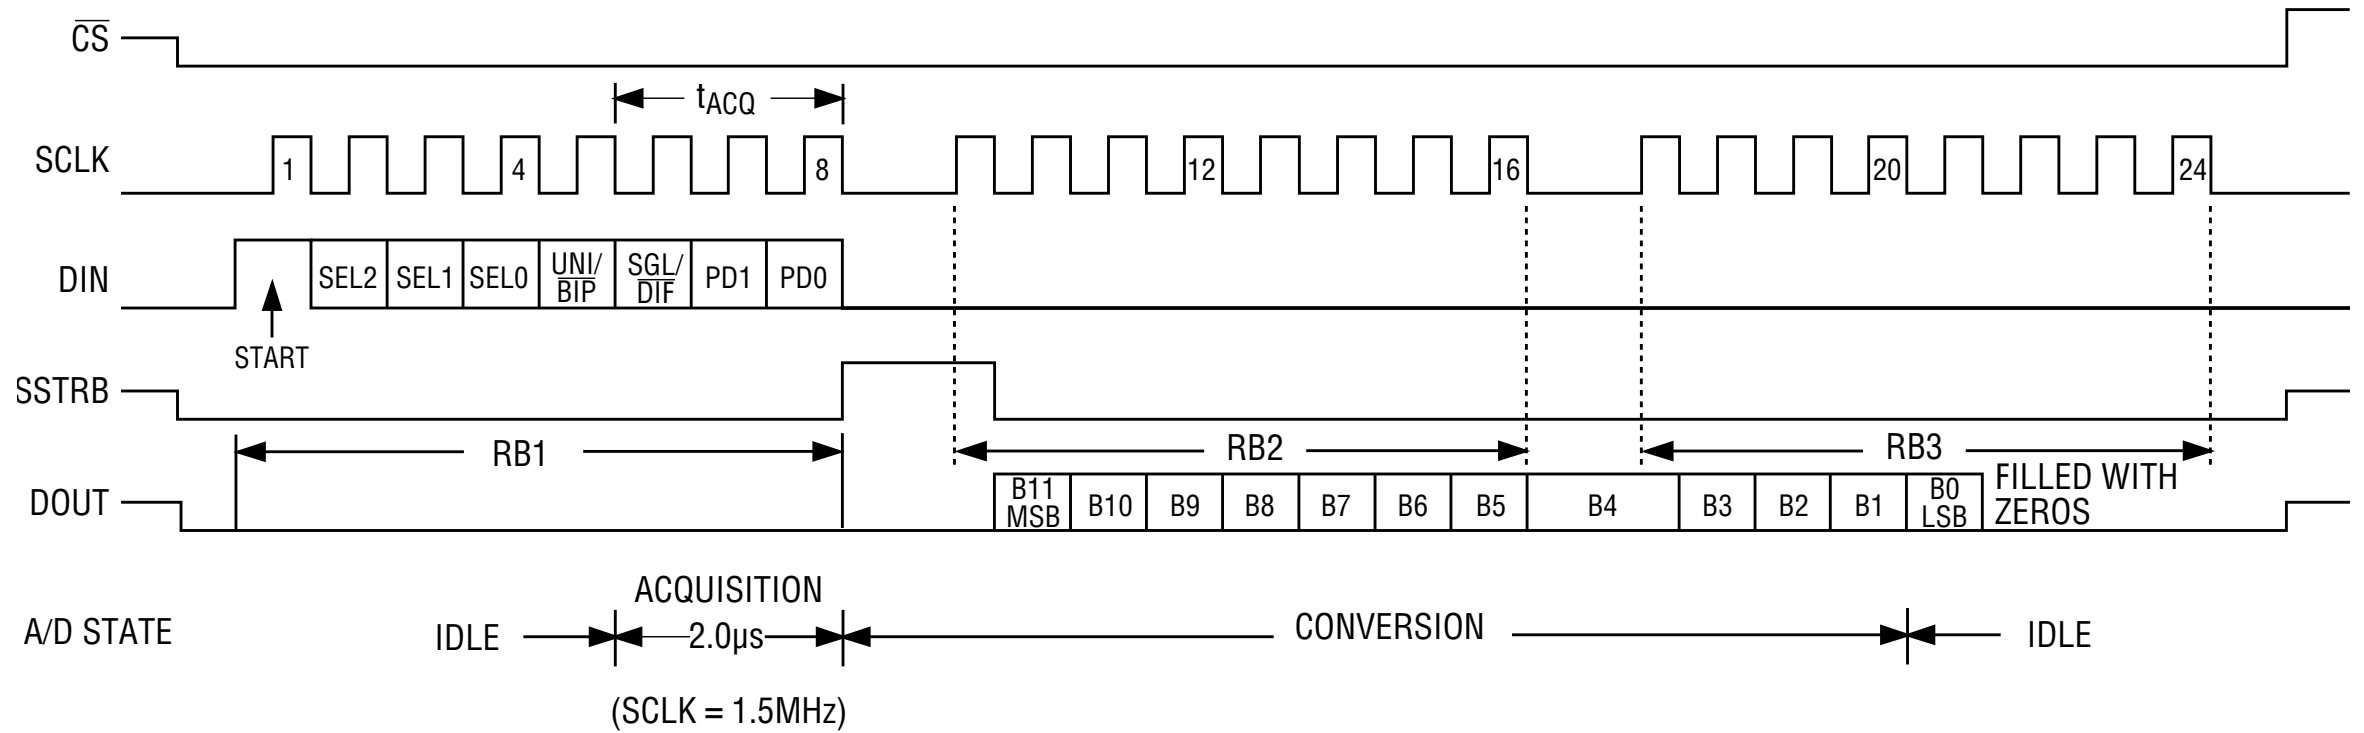 CS
tACQ
SCLK 1 4 8 12 16 20 24
DIN SEL2 SEL1 SEL0 UNI/ BIP SGL/ DIF PD1 PD0
START
SSTRB
RB1 RB2 RB3
DOUT B11 MSB B10 B9 B8 B7 B6 B5 B4 B3 B2 B1 B0 LSB FILLED WITH ZEROS
ACQUISITION
A/D STATE IDLE 2.0µs CONVERSION IDLE
(SCLK = 1.5MHz)